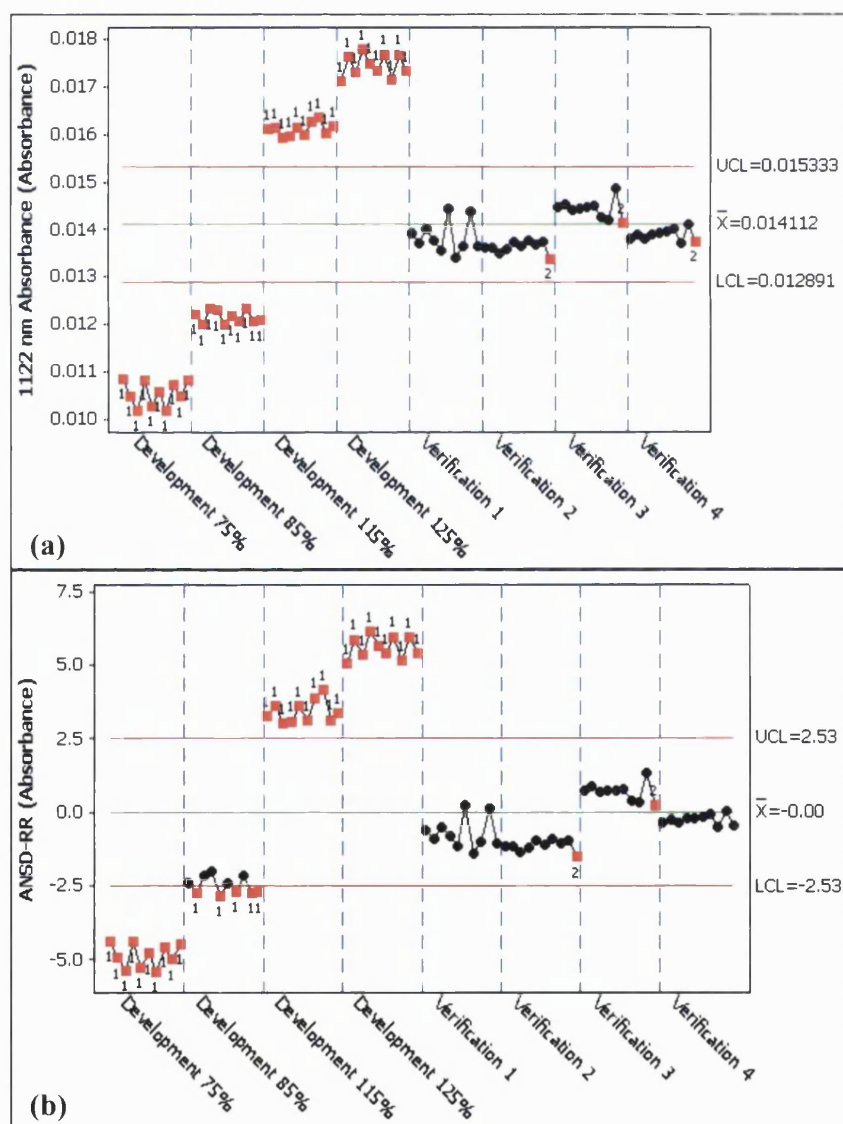 0.018
0.017
0.016
0.015
0.014
0.013
0.012
0.011
0.010
1122 nm Absorbance (Absorbance)
UCL=0.015333
X̄=0.014112
LCL=0.012891
Development 75%
Development 85%
Development 115%
Development 125%
Verification 1
Verification 2
Verification 3
Verification 4
(a)
7.5
5.0
2.5
0.0
-2.5
-5.0
ANSD-RR (Absorbance)
UCL=2.53
X̄=-0.00
LCL=-2.53
Development 75%
Development 85%
Development 115%
Development 125%
Verification 1
Verification 2
Verification 3
Verification 4
(b)